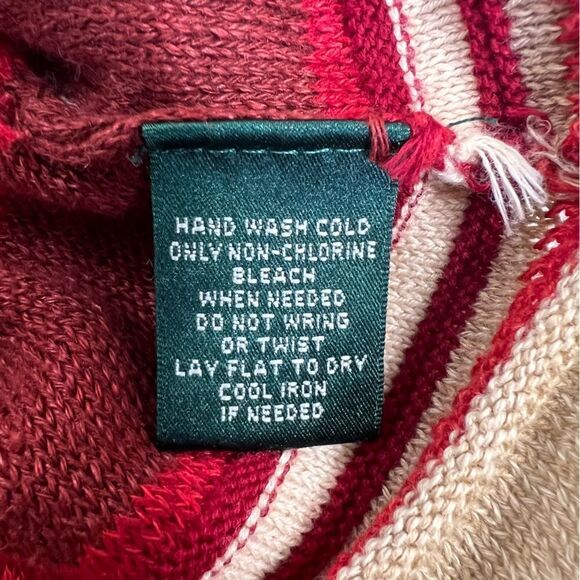 HAND WASH COLD
ONLY NON-CHLORINE
BLEACH
WHEN NEEDED
DO NOT WRING
OR TWIST
LAY FLAT TO DRY
COOL IRON
IF NEEDED